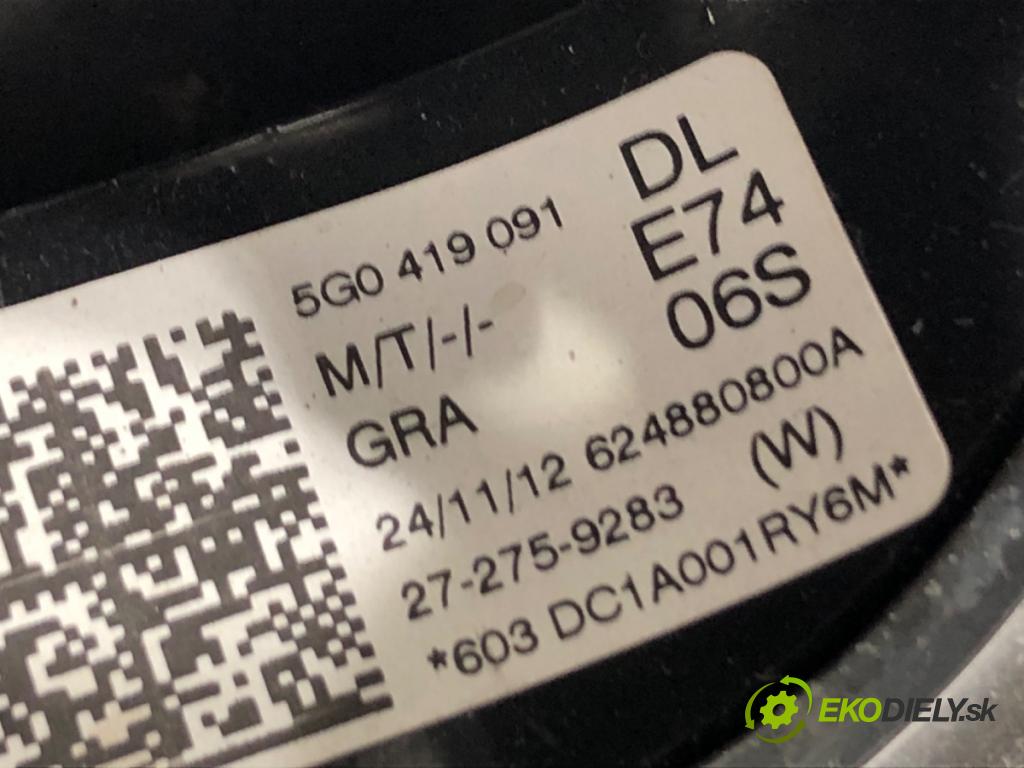 5G0 419 091
M/T/-/-
GRA
DL
E74
06S
24/11/12 624880800A
27-275-9283 (W)
*603 DC1A001RY6M*
EKODIELY.sk